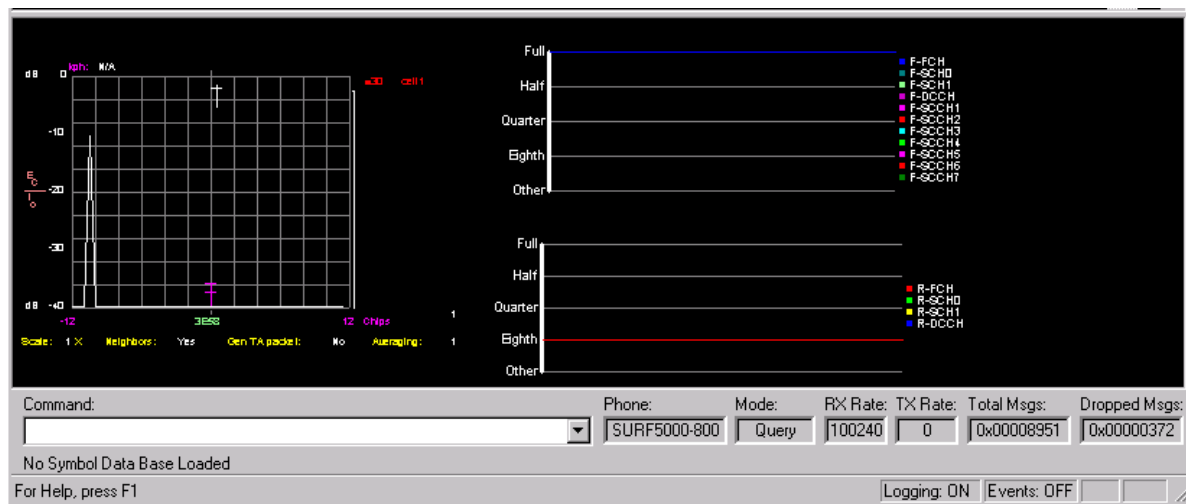 kph: N/A
dB 0
-10
Ec
Io
-20
-30
dB -40
-12 12 Chips
1
Scale: 1 X Neighbors: Yes Gen TA packet: No Averaging: 1
cell 1
Full
Half
Quarter
Eighth
Other
F-FCH
F-SCH0
F-SCH1
F-DCCH
F-SCCH1
F-SCCH2
F-SCCH3
F-SCCH4
F-SCCH5
F-SCCH6
F-SCCH7
Full
Half
Quarter
Eighth
Other
R-FCH
R-SCH0
R-SCH1
R-DCCH
Command: Phone: Mode: RX Rate: TX Rate: Total Msgs: Dropped Msgs:
SURF5000-800 Query 100240 0 0x00008951 0x00000372
No Symbol Data Base Loaded
For Help, press F1 Logging: ON Events: OFF